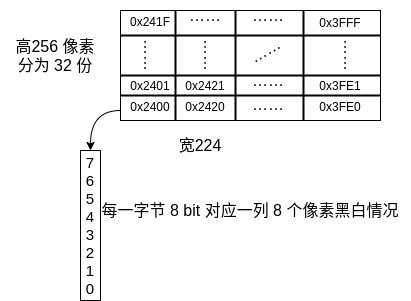 0x241F ...... ...... 0x3FFF
高256 像素
分为 32 份
0x2401 0x2421 ...... 0x3FE1
0x2400 0x2420 ...... 0x3FE0
宽224
7
6
5
4
3
2
1
0
每一字节 8 bit 对应一列 8 个像素黑白情况